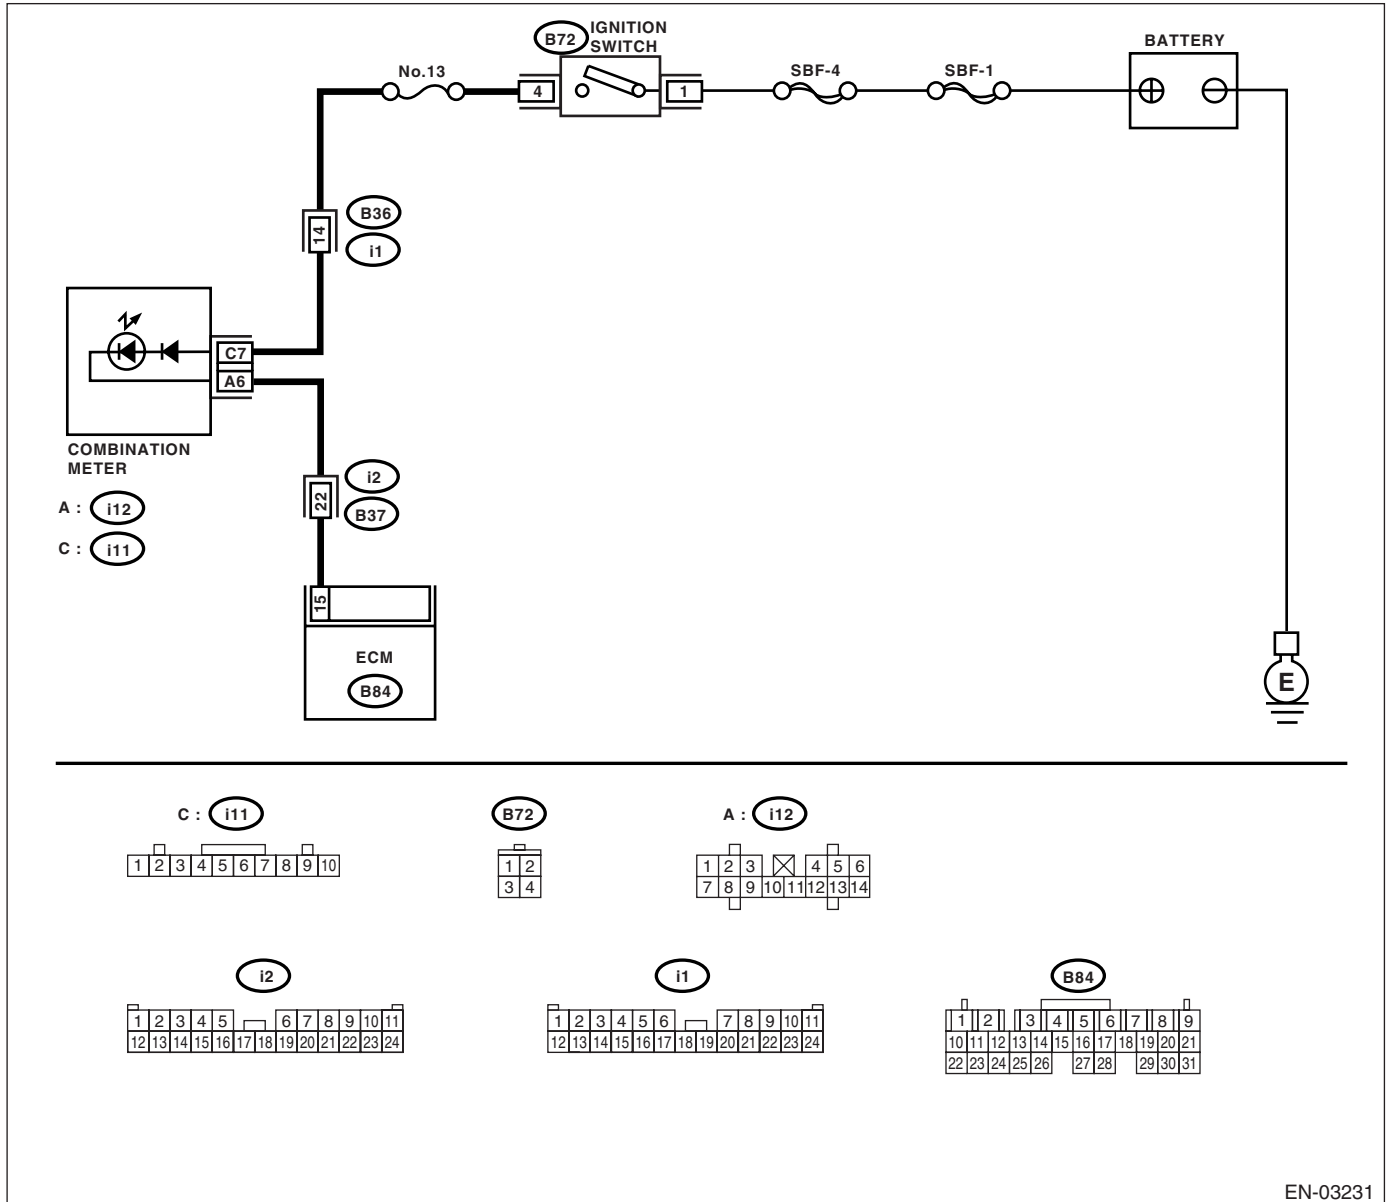 B72
IGNITION
SWITCH
BATTERY
No.13
4
1
SBF-4
SBF-1
14
B36
i1
C7
A6
COMBINATION
METER
A : i12
C : i11
i2
22
B37
15
ECM
B84
E
C : i11
B72
A : i12
1 2 3 4 5 6 7 8 9 10
1 2
3 4
1 2 3 4 5 6
7 8 9 10 11 12 13 14
i2
i1
B84
1 2 3 4 5 6 7 8 9 10 11
12 13 14 15 16 17 18 19 20 21 22 23 24
1 2 3 4 5 6 7 8 9 10 11
12 13 14 15 16 17 18 19 20 21 22 23 24
1 2 3 4 5 6 7 8 9
10 11 12 13 14 15 16 17 18 19 20 21
22 23 24 25 26 27 28 29 30 31
EN-03231